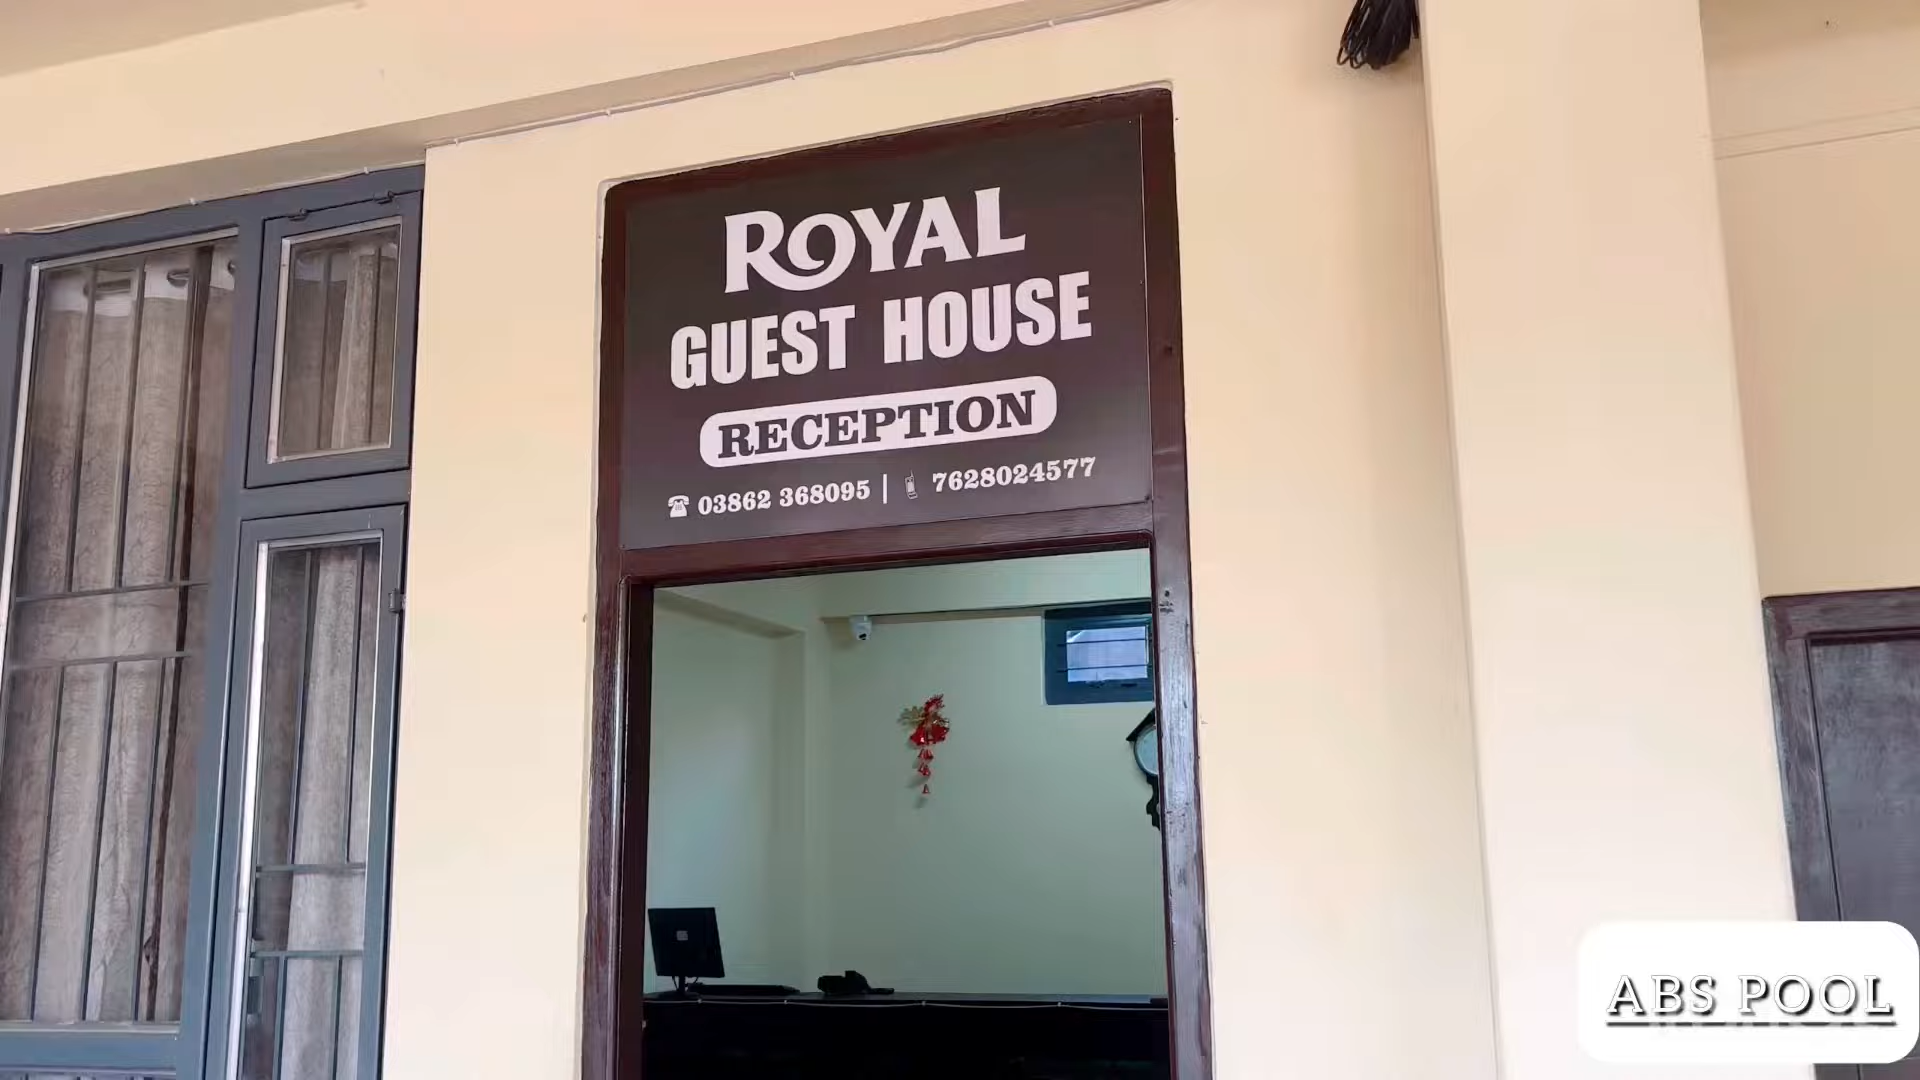 ROYAL
GUEST HOUSE
RECEPTION
03862 368095 | 7628024577
ABS POOL